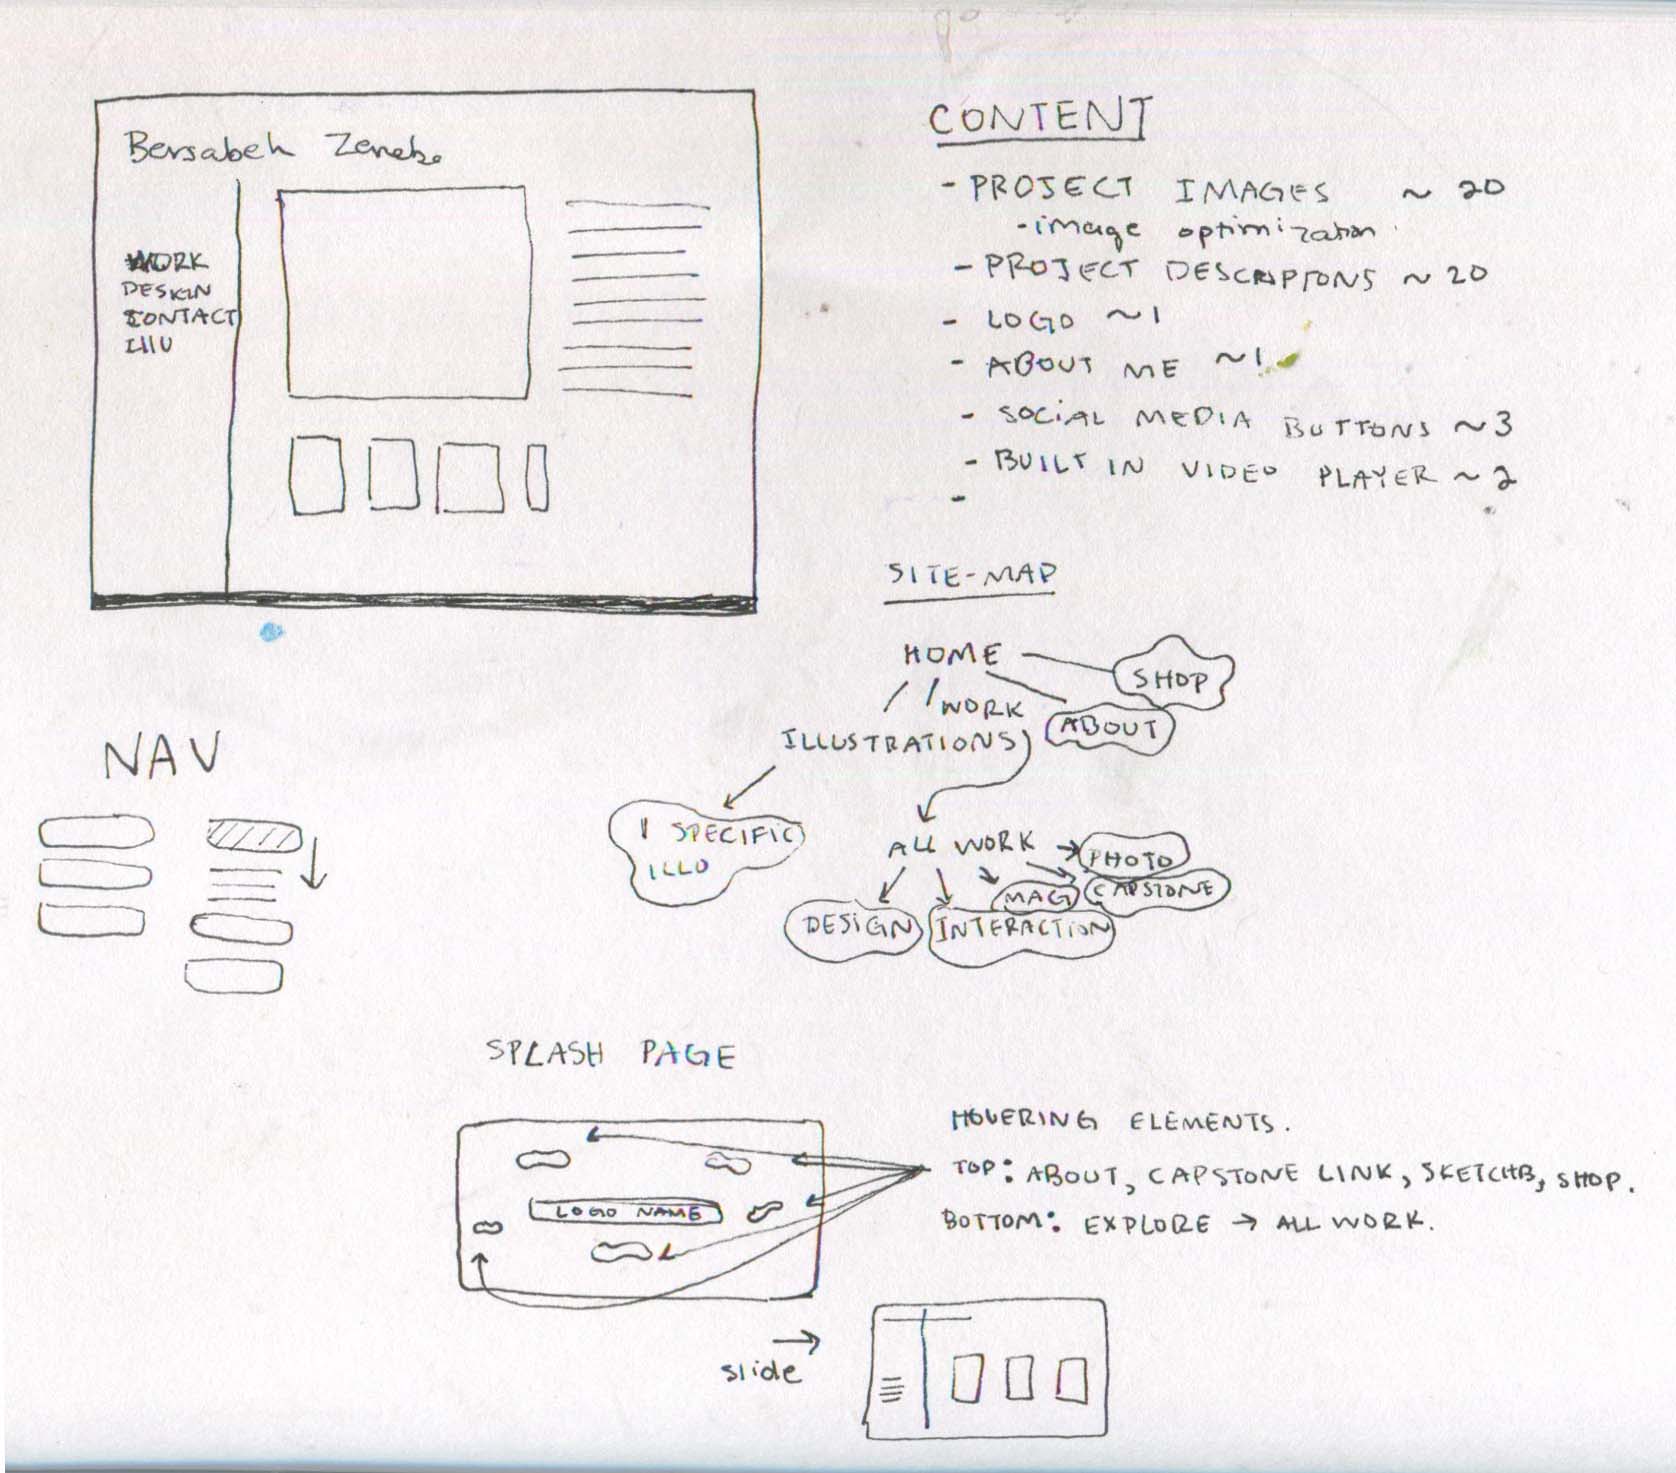 Bersabeh Zenebe
WORK
DESIGN
CONTACT
ILLU
CONTENT
- PROJECT IMAGES ~ 20
- image optimization
- PROJECT DESCRIPTIONS ~ 20
- LOGO ~ 1
- ABOUT ME ~ 1
- SOCIAL MEDIA BUTTONS ~ 3
- BUILT IN VIDEO PLAYER ~ 2
-
SITE-MAP
HOME
SHOP
WORK
ABOUT
ILLUSTRATIONS
1 SPECIFIC
ILLO
ALL WORK
PHOTO
CAPSTONE
MAG
DESIGN
INTERACTION
NAV
SPLASH PAGE
LOGO NAME
HOVERING ELEMENTS.
TOP: ABOUT, CAPSTONE LINK, SKETCHB, SHOP.
BOTTOM: EXPLORE → ALL WORK.
slide